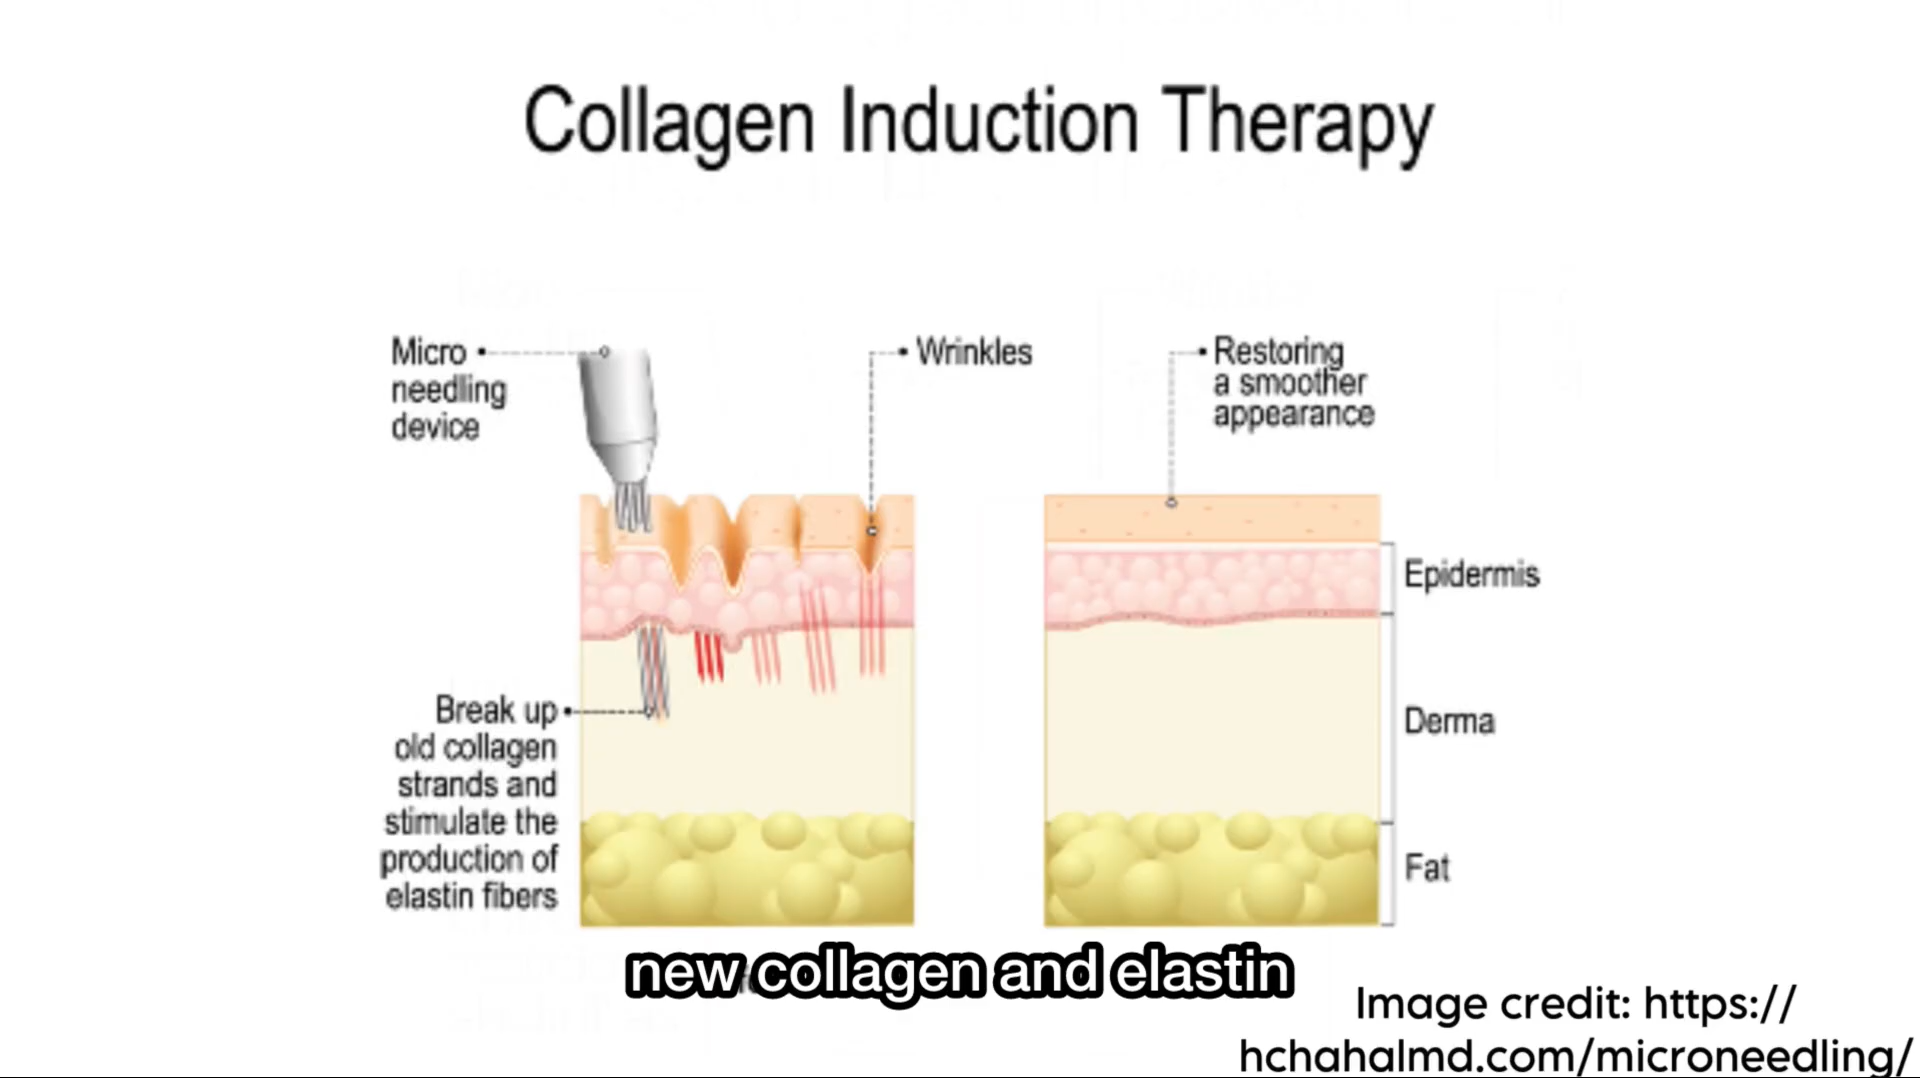 Collagen Induction Therapy
Micro
needling
device
Wrinkles
Restoring
a smoother
appearance
Epidermis
Derma
Fat
Break up
old collagen
strands and
stimulate the
production of
elastin fibers
new collagen and elastin
Image credit: https://
hchahalmd.com/microneedling/